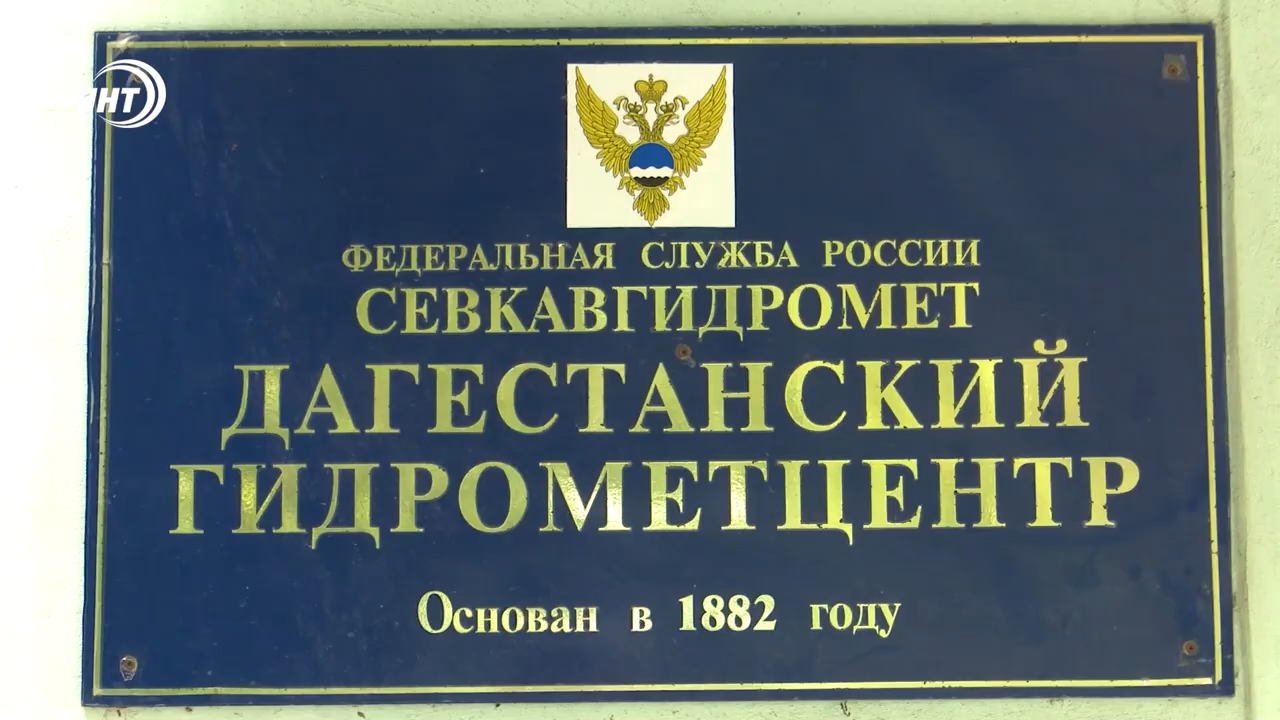 ФЕДЕРАЛЬНАЯ СЛУЖБА РОССИИ
СЕВКАВГИДРОМЕТ
ДАГЕСТАНСКИЙ
ГИДРОМЕТЦЕНТР
Основан в 1882 году